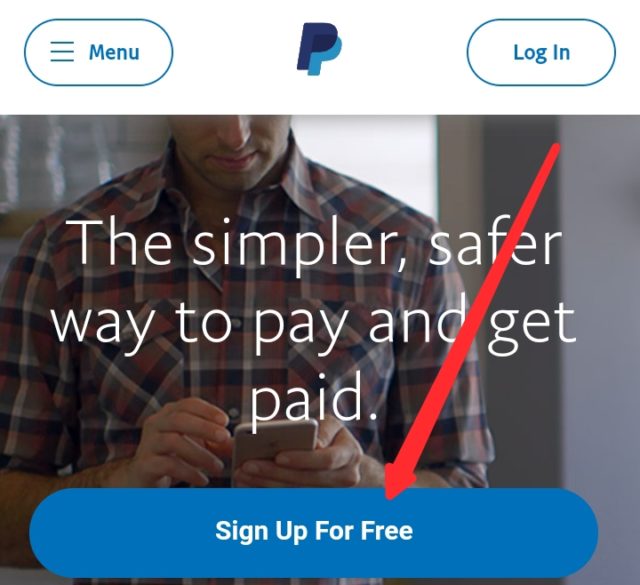 Menu
Log In
The simpler, safer
way to pay and get
paid.
Sign Up For Free